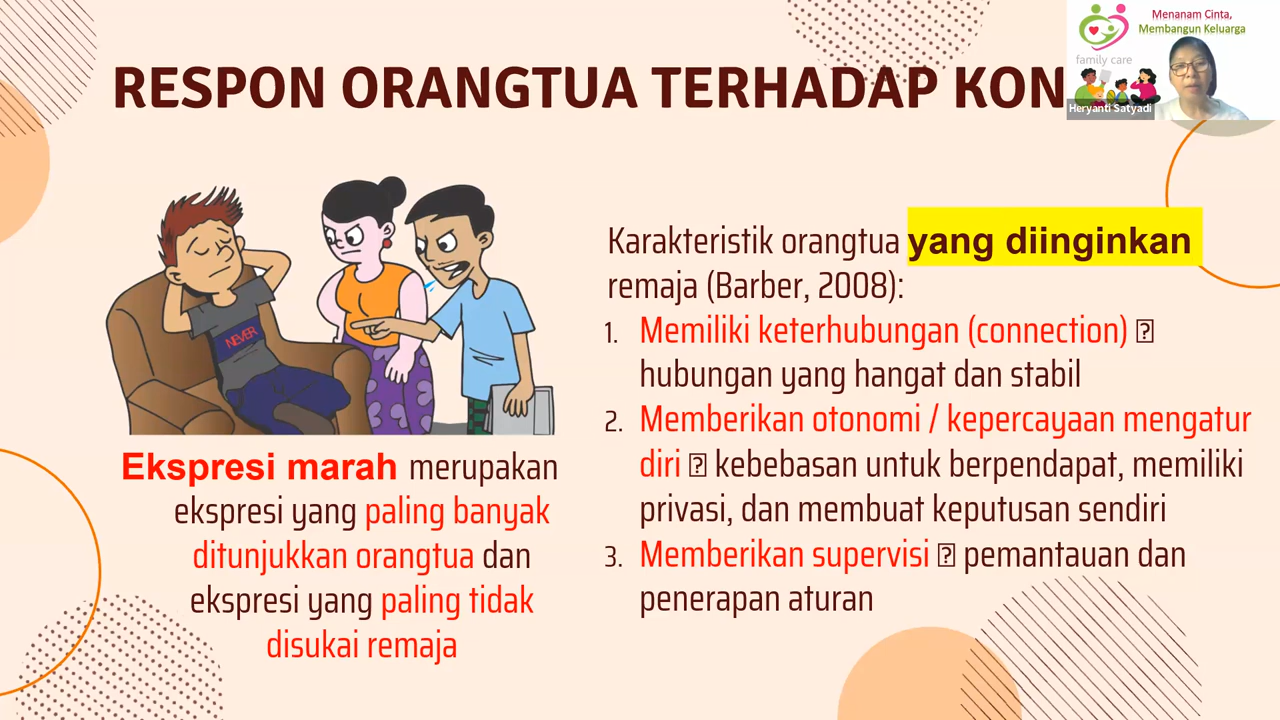 Menanam Cinta,
Membangun Keluarga
family care
Heryanti Satyadi
RESPON ORANGTUA TERHADAP KON
NEVER
Ekspresi marah merupakan
ekspresi yang paling banyak
ditunjukkan orangtua dan
ekspresi yang paling tidak
disukai remaja
Karakteristik orangtua yang diinginkan
remaja (Barber, 2008):
1. Memiliki keterhubungan (connection) ⍰
hubungan yang hangat dan stabil
2. Memberikan otonomi / kepercayaan mengatur
diri ⍰ kebebasan untuk berpendapat, memiliki
privasi, dan membuat keputusan sendiri
3. Memberikan supervisi ⍰ pemantauan dan
penerapan aturan